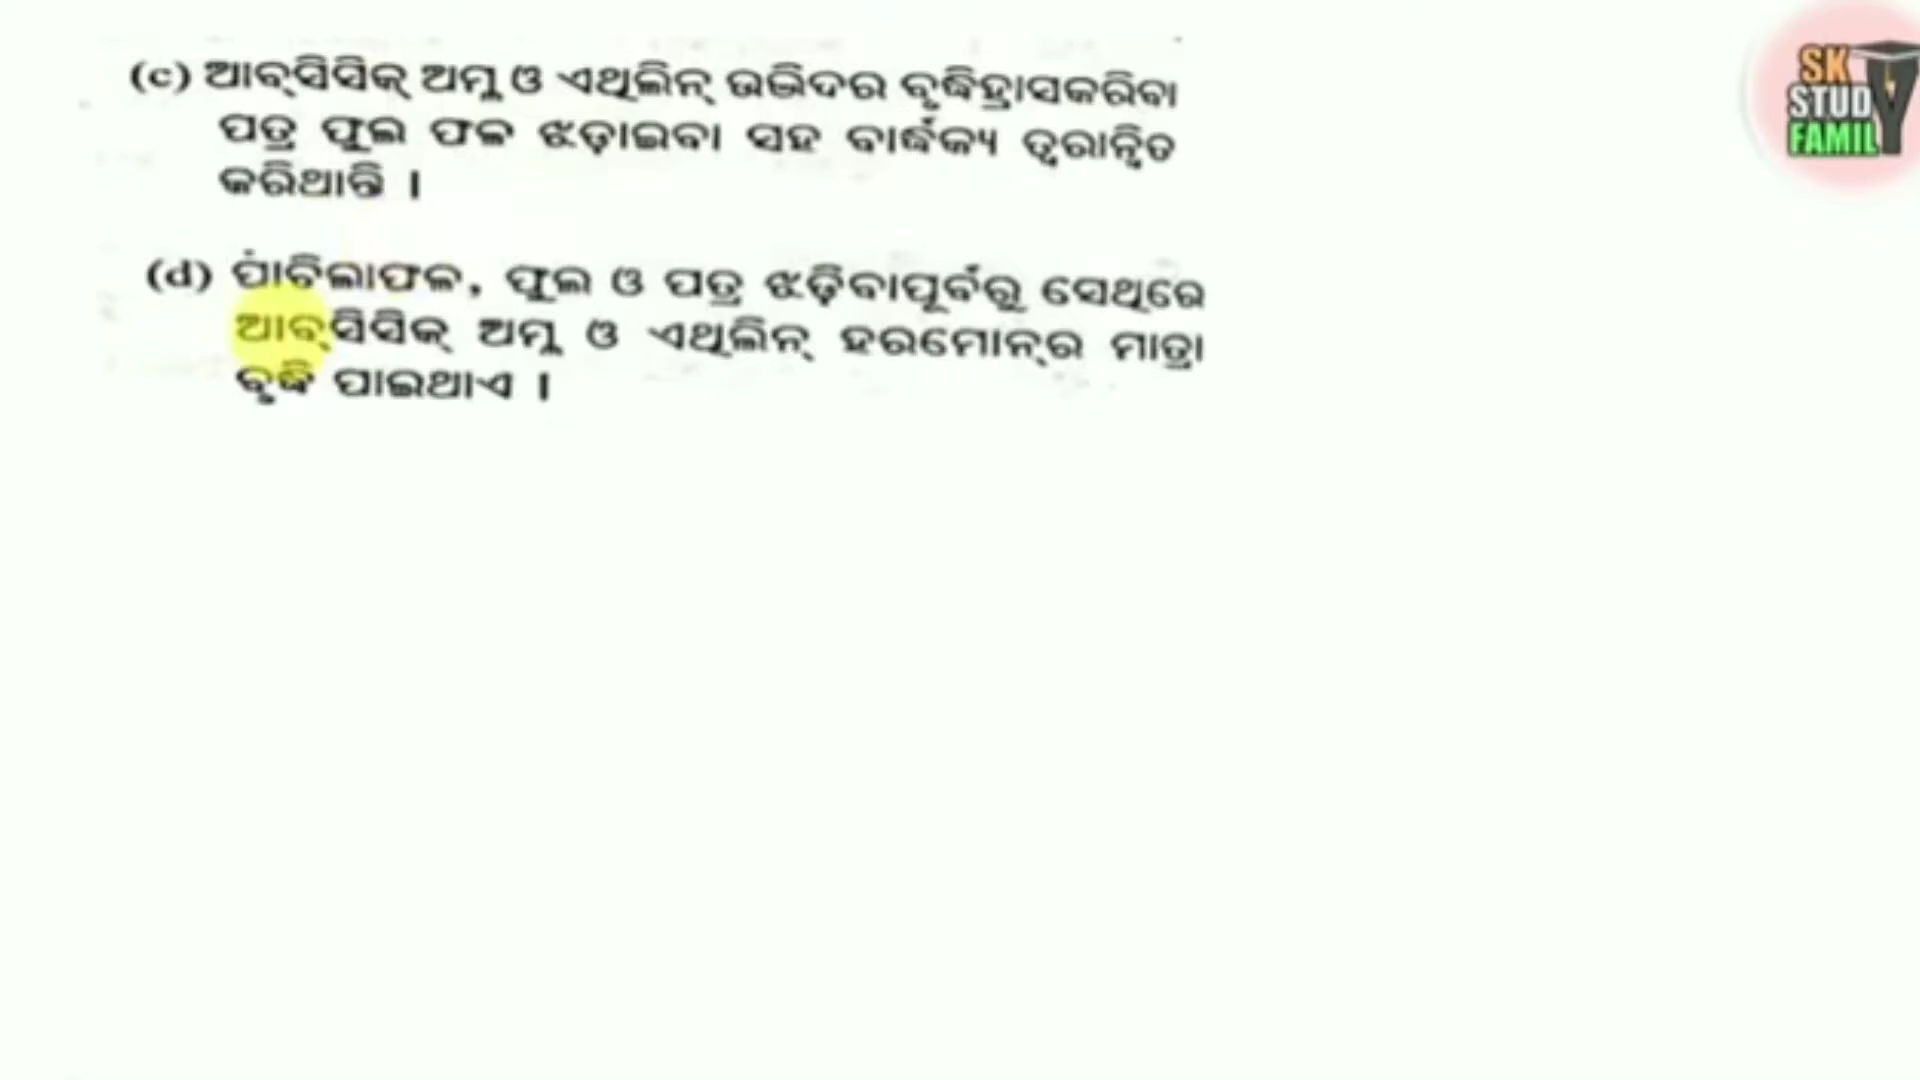 (c) ଆବ୍‌ସିସିକ୍ ଅମ୍ଳ ଓ ଏଥିଲିନ୍ ଉଦ୍ଭିଦର ବୃଦ୍ଧିହ୍ରାସକରିବା
ପତ୍ର ଫୁଲ ଫଳ ଝଡ଼ାଇବା ସହ ବାର୍ଦ୍ଧକ୍ୟ ତ୍ୱରାନ୍ୱିତ
କରିଥାନ୍ତି ।
(d) ପାଁଚିଲାଫଳ, ଫୁଲ ଓ ପତ୍ର ଝଡ଼ିବାପୂର୍ବରୁ ସେଥିରେ
ଆବ୍‌ସିସିକ୍ ଅମ୍ଳ ଓ ଏଥିଲିନ୍ ହରମୋନ୍‌ର ମାତ୍ରା
ବୃଦ୍ଧି ପାଇଥାଏ ।
SK
STUDY
FAMILY